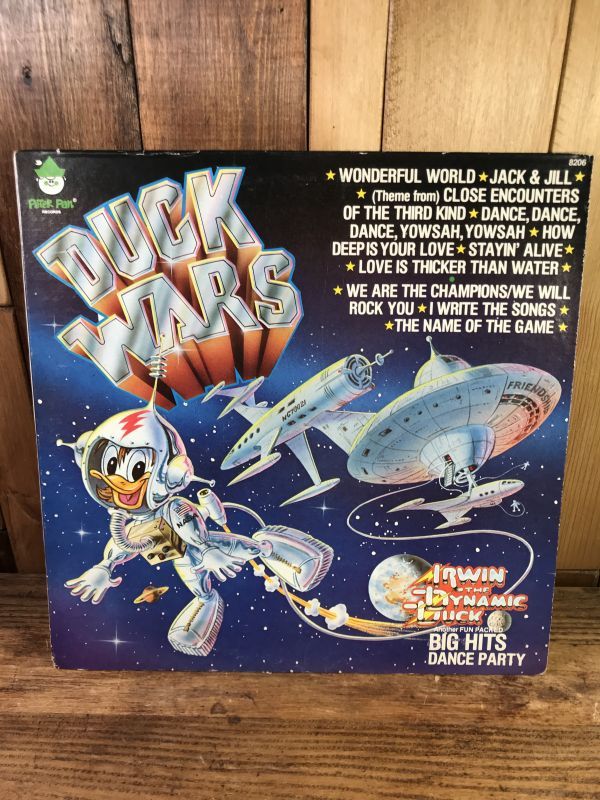 Peter Pan
RECORDS
DUCK
WARS
8206
★ WONDERFUL WORLD ★ JACK & JILL ★
★ (Theme from) CLOSE ENCOUNTERS
OF THE THIRD KIND ★ DANCE, DANCE,
DANCE, YOWSAH, YOWSAH ★ HOW
DEEP IS YOUR LOVE ★ STAYIN' ALIVE ★
★ LOVE IS THICKER THAN WATER ★
★ WE ARE THE CHAMPIONS/WE WILL
ROCK YOU ★ I WRITE THE SONGS ★
★ THE NAME OF THE GAME ★
FRIENDSHIP
IRWIN
THE
DYNAMIC
DUCK
Another FUN PACKED
BIG HITS
DANCE PARTY